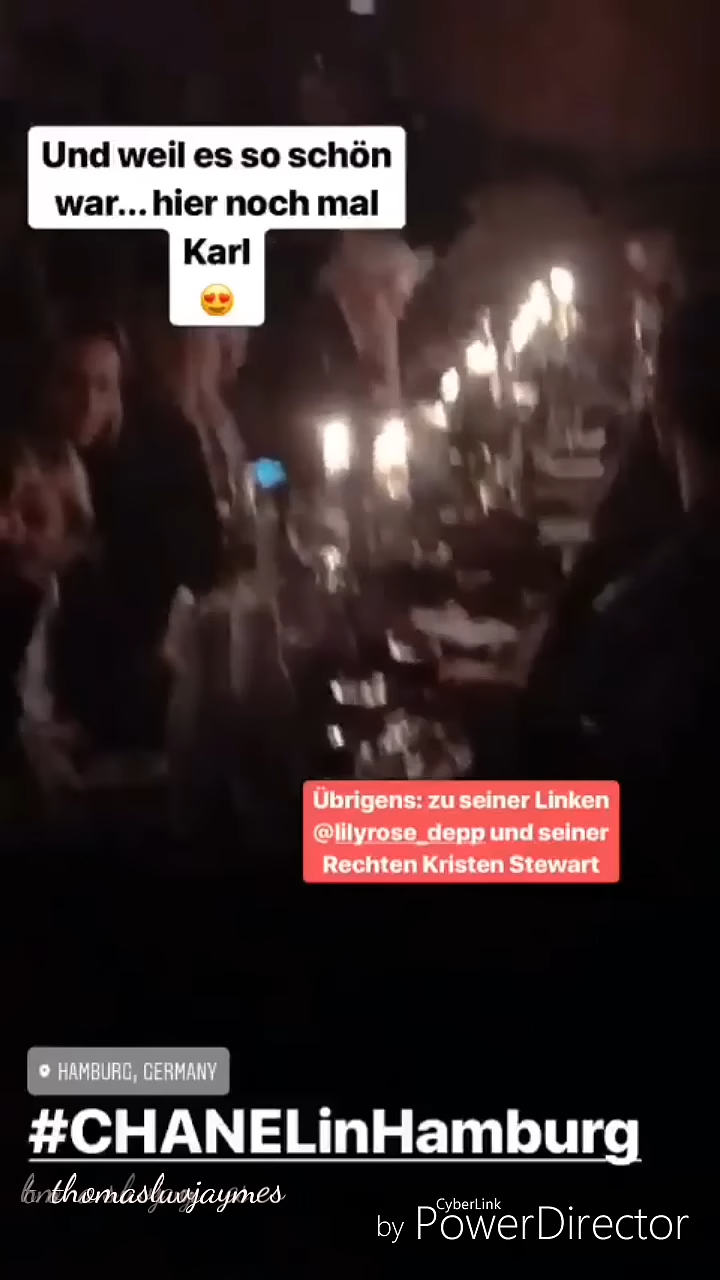 Und weil es so schön
war...hier noch mal
Karl
😍
Übrigens: zu seiner Linken
@lilyrose_depp und seiner
Rechten Kristen Stewart
HAMBURG, GERMANY
#CHANELinHamburg
thomasluvjaymes
CyberLink
by PowerDirector